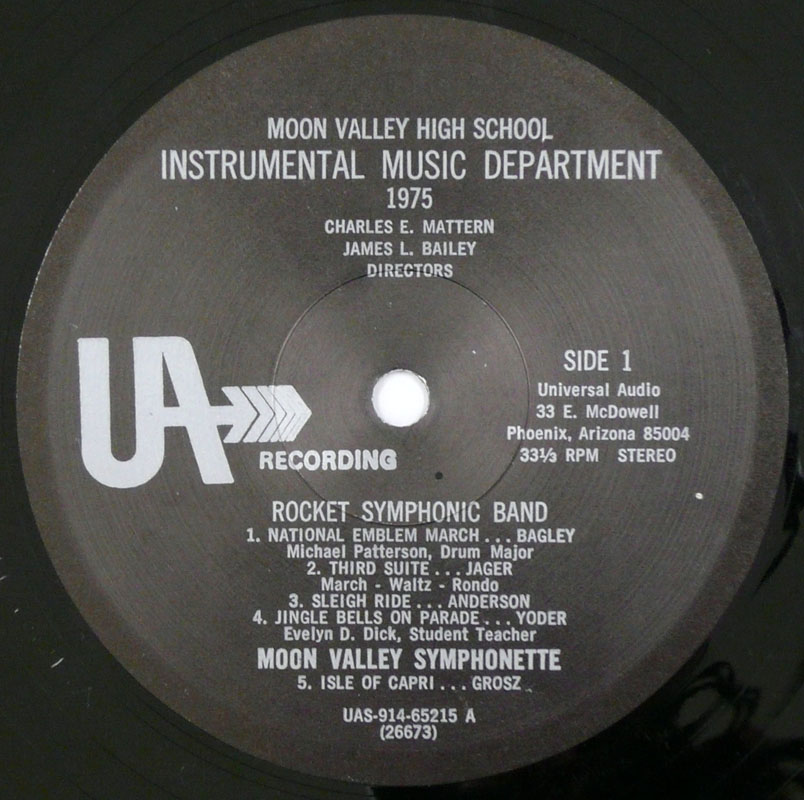 MOON VALLEY HIGH SCHOOL
INSTRUMENTAL MUSIC DEPARTMENT
1975
CHARLES E. MATTERN
JAMES L. BAILEY
DIRECTORS
UA
RECORDING
SIDE 1
Universal Audio
33 E. McDowell
Phoenix, Arizona 85004
33⅓ RPM STEREO
ROCKET SYMPHONIC BAND
1. NATIONAL EMBLEM MARCH . . . BAGLEY
Michael Patterson, Drum Major
2. THIRD SUITE . . . JAGER
March - Waltz - Rondo
3. SLEIGH RIDE . . . ANDERSON
4. JINGLE BELLS ON PARADE . . . YODER
Evelyn D. Dick, Student Teacher
MOON VALLEY SYMPHONETTE
5. ISLE OF CAPRI . . . GROSZ
UAS-914-65215 A
(26673)